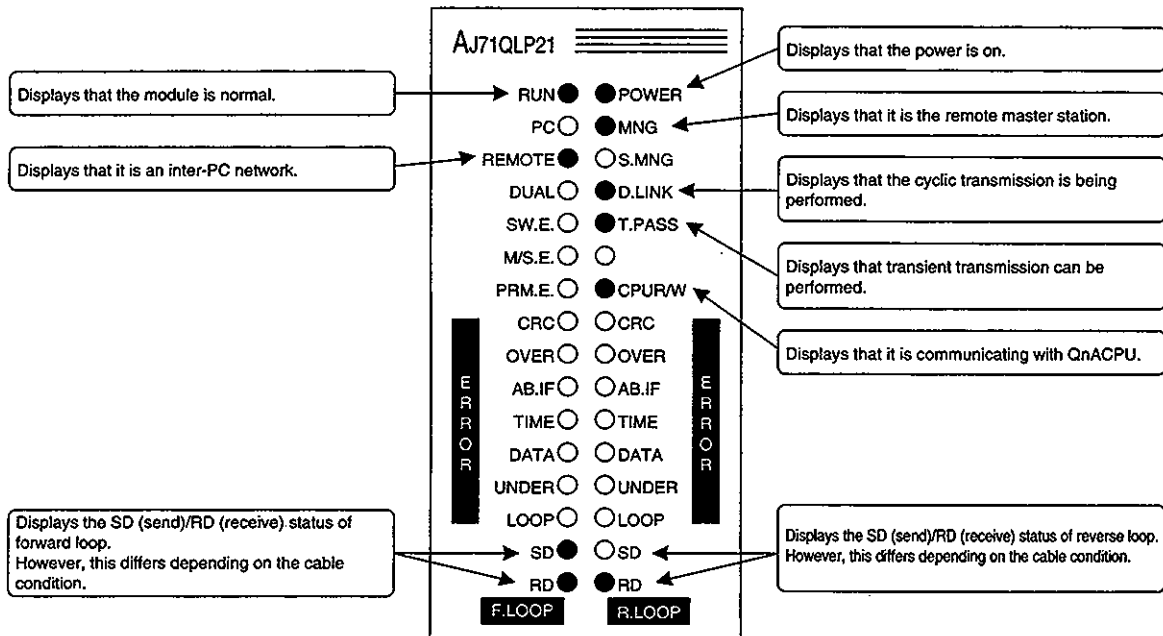 AJ71QLP21
Displays that the module is normal.
Displays that it is an inter-PC network.
Displays the SD (send)/RD (receive) status of
forward loop.
However, this differs depending on the cable
condition.
RUN POWER
PC MNG
REMOTE S.MNG
DUAL D.LINK
SW.E. T.PASS
M/S.E.
PRM.E. CPUR/W
CRC CRC
OVER OVER
AB.IF AB.IF
TIME TIME
DATA DATA
UNDER UNDER
LOOP LOOP
SD SD
RD RD
ERROR
ERROR
F.LOOP R.LOOP
Displays that the power is on.
Displays that it is the remote master station.
Displays that the cyclic transmission is being
performed.
Displays that transient transmission can be
performed.
Displays that it is communicating with QnACPU.
Displays the SD (send)/RD (receive) status of reverse loop.
However, this differs depending on the cable condition.